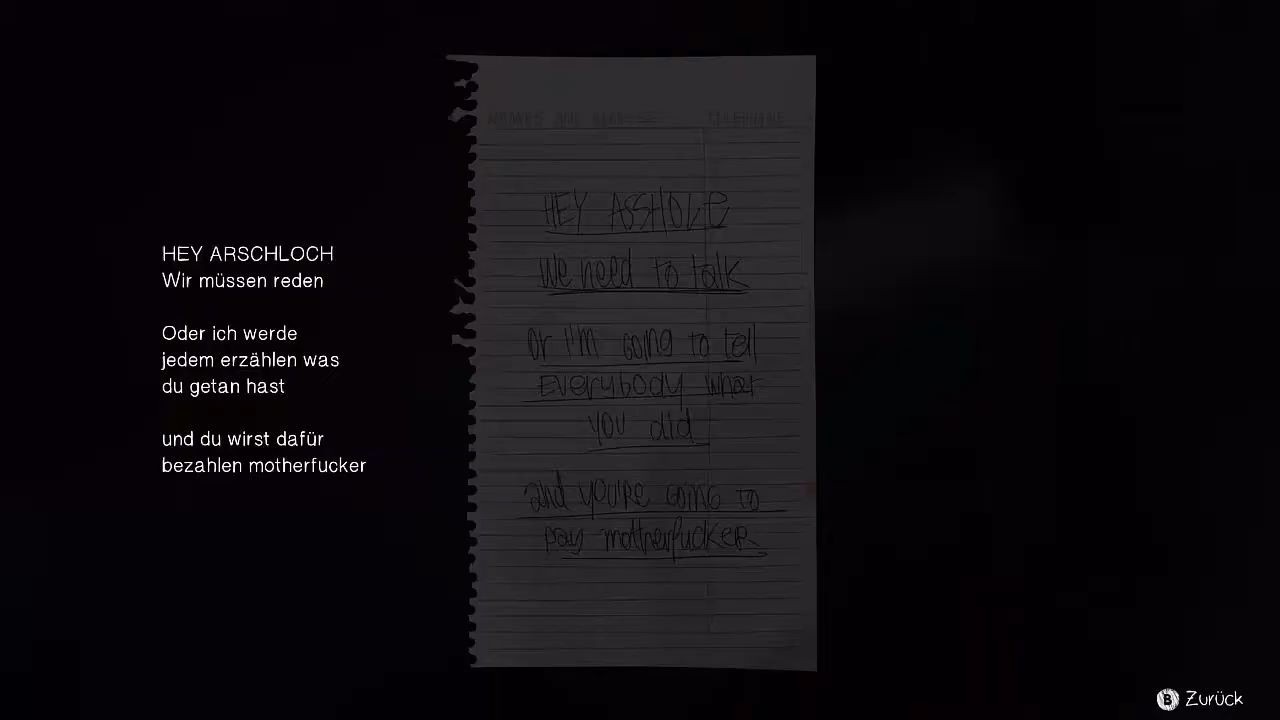 HEY ARSCHLOCH
Wir müssen reden
Oder ich werde
jedem erzählen was
du getan hast
und du wirst dafür
bezahlen motherfucker
HEY ASSHOLE
we need to talk
or i'm going to tell
everybody what
you did
and you're going to
pay motherfucker
B Zurück